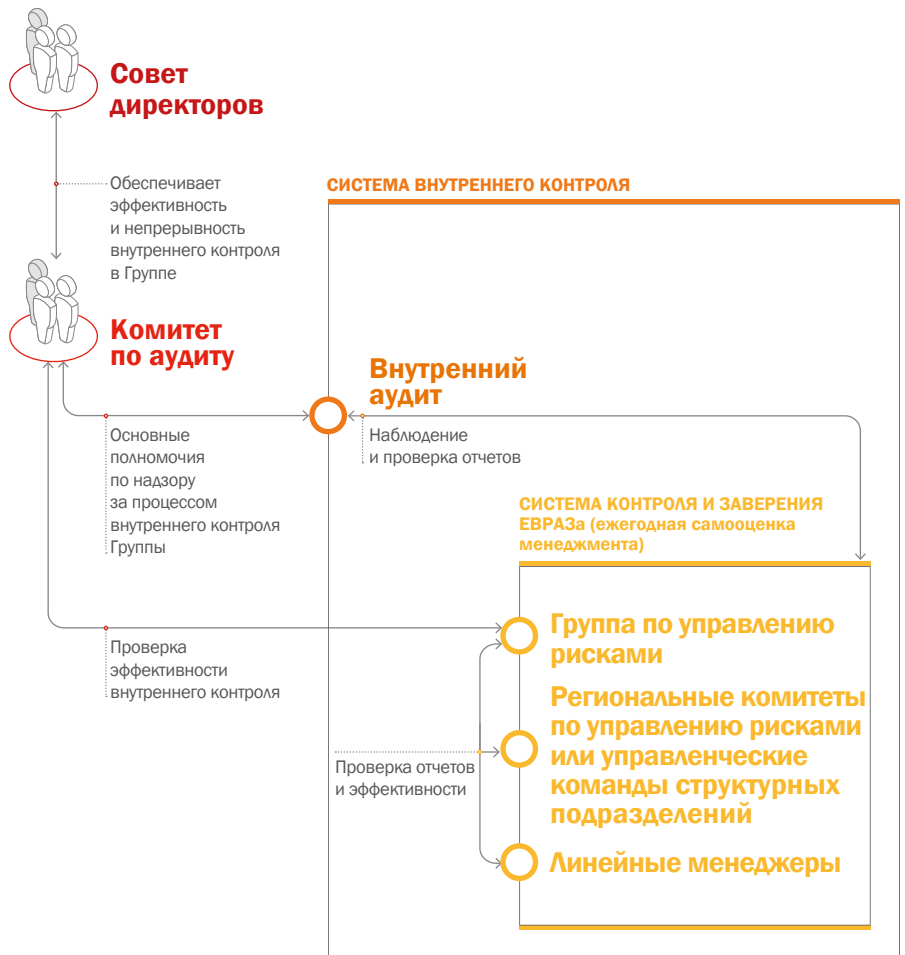 Совет
директоров
Обеспечивает
эффективность
и непрерывность
внутреннего контроля
в Группе
СИСТЕМА ВНУТРЕННЕГО КОНТРОЛЯ
Комитет
по аудиту
Внутренний
аудит
Основные
полномочия
по надзору
за процессом
внутреннего контроля
Группы
Наблюдение
и проверка отчетов
СИСТЕМА КОНТРОЛЯ И ЗАВЕРЕНИЯ
ЕВРАЗа (ежегодная самооценка
менеджмента)
Проверка
эффективности
внутреннего контроля
Группа по управлению
рисками
Региональные комитеты
по управлению рисками
или управленческие
команды структурных
подразделений
Проверка отчетов
и эффективности
Линейные менеджеры